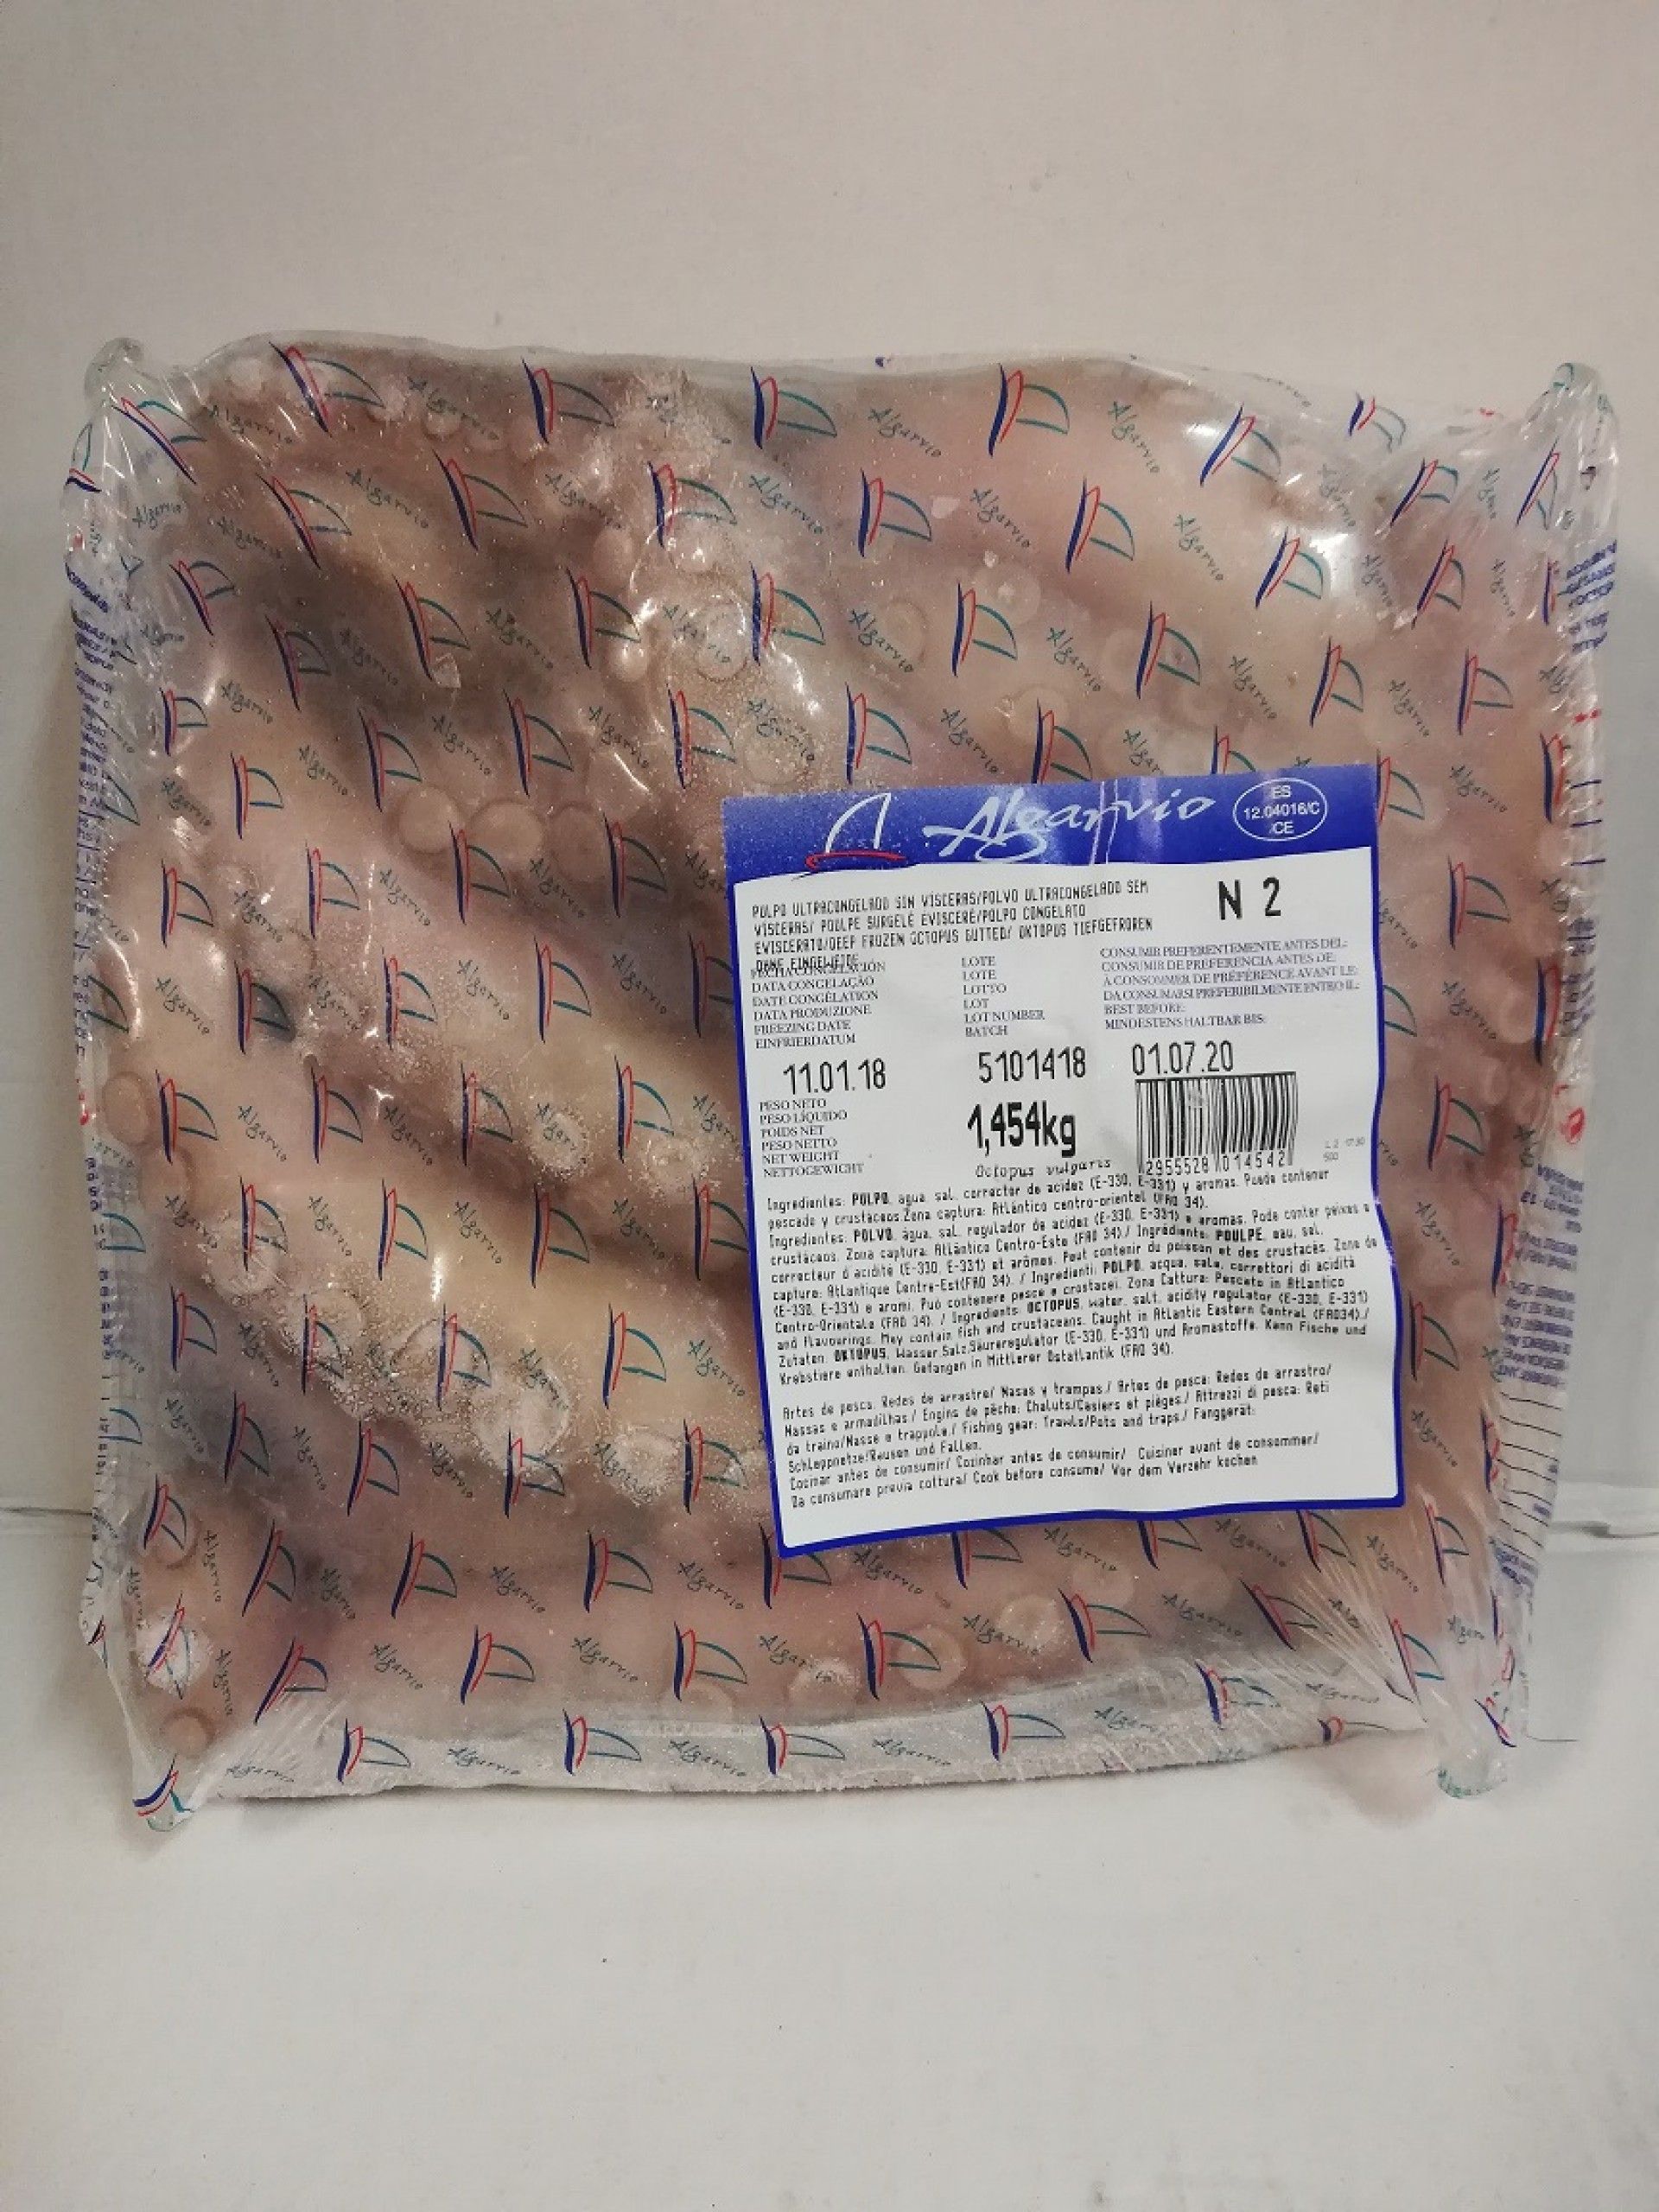 Algarvio
ES
12.04016/C
CE
N 2
PULPO ULTRACONGELADO SIN VÍSCERAS/POLVO ULTRACONGELADO SEM
VÍSCERAS/ POULPE SURGELÉ ÉVISCÉRÉ/POLPO CONGELATO
EVISCERATO/DEEP FROZEN OCTOPUS GUTTED/ OKTOPUS TIEFGEFROREN
OHNE EINGEWEIDE
FECHA CONGELACIÓN
DATA CONGELAÇÃO
DATE CONGÉLATION
DATA PRODUZIONE
FREEZING DATE
EINFRIERDATUM
LOTE
LOTE
LOTTO
LOT
LOT NUMBER
BATCH
CONSUMIR PREFERENTEMENTE ANTES DEL:
CONSUMIR DE PREFERENCIA ANTES DE:
À CONSOMMER DE PRÉFÉRENCE AVANT LE:
DA CONSUMARSI PREFERIBILMENTE ENTRO IL:
BEST BEFORE:
MINDESTENS HALTBAR BIS:
11.01.18
5101418
01.07.20
PESO NETO
PESO LÍQUIDO
POIDS NET
PESO NETTO
NET WEIGHT
NETTOGEWICHT
1,454kg
Octopus vulgaris
2955528 014542
Ingredientes: PULPO, agua, sal, corrector de acidez (E-330, E-331) y aromas. Puede contener
pescado y crustáceos.Zona captura: Atlántico centro-oriental (FAO 34).
Ingredientes: POLVO, água, sal, regulador de acidez (E-330, E-331) e aromas. Pode conter peixes e
crustáceos. Zona captura: Atlântico Centro-Este (FAO 34)./ Ingrédients: POULPE, eau, sel,
correcteur d'acidité (E-330, E-331) et arômes. Peut contenir du poisson et des crustacés. Zone de
capture: Atlantique Centre-Est(FAO 34). / Ingredienti: POLPO, acqua, sale, correttori di acidità
(E-330, E-331) e aromi. Può contenere pesce e crostacei. Zona Cattura: Pescato in Atlantico
Centro-Orientale (FAO 34). / Ingredients: OCTOPUS, water, salt, acidity regulator (E-330, E-331)
and flavourings. May contain fish and crustaceans. Caught in Atlantic Eastern Central (FAO34)./
Zutaten: OKTOPUS, Wasser,Salz,Säureregulator (E-330, E-331) und Aromastoffe. Kann Fische und
Krebstiere enthalten. Gefangen in Mittlerer Ostatlantik (FAO 34).
Artes de pesca: Redes de arrastre/ Nasas y trampas./ Artes de pesca: Redes de arrastro/
Nassas e armadilhas./ Engins de pêche: Chaluts/Casiers et pièges./ Attrezzi di pesca: Reti
da traino/Nasse e trappole./ Fishing gear: Trawls/Pots and traps./ Fanggerät:
Schleppnetze/Reusen und Fallen.
Cocinar antes de consumir/ Cozinhar antes de consumir/ Cuisiner avant de consommer/
Da consumare previa cottura/ Cook before consume/ Vor dem Verzehr kochen